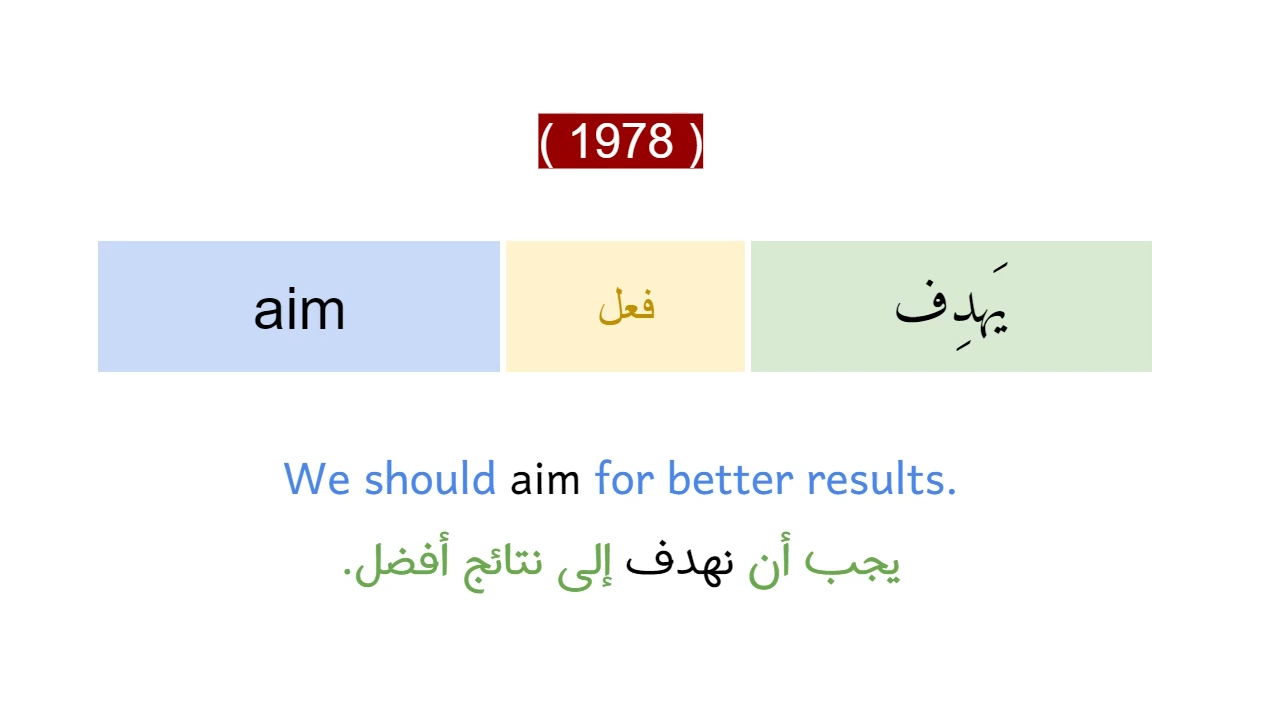 ( 1978 )
aim فعل يَهدِف
We should aim for better results.
يجب أن نهدف إلى نتائج أفضل.